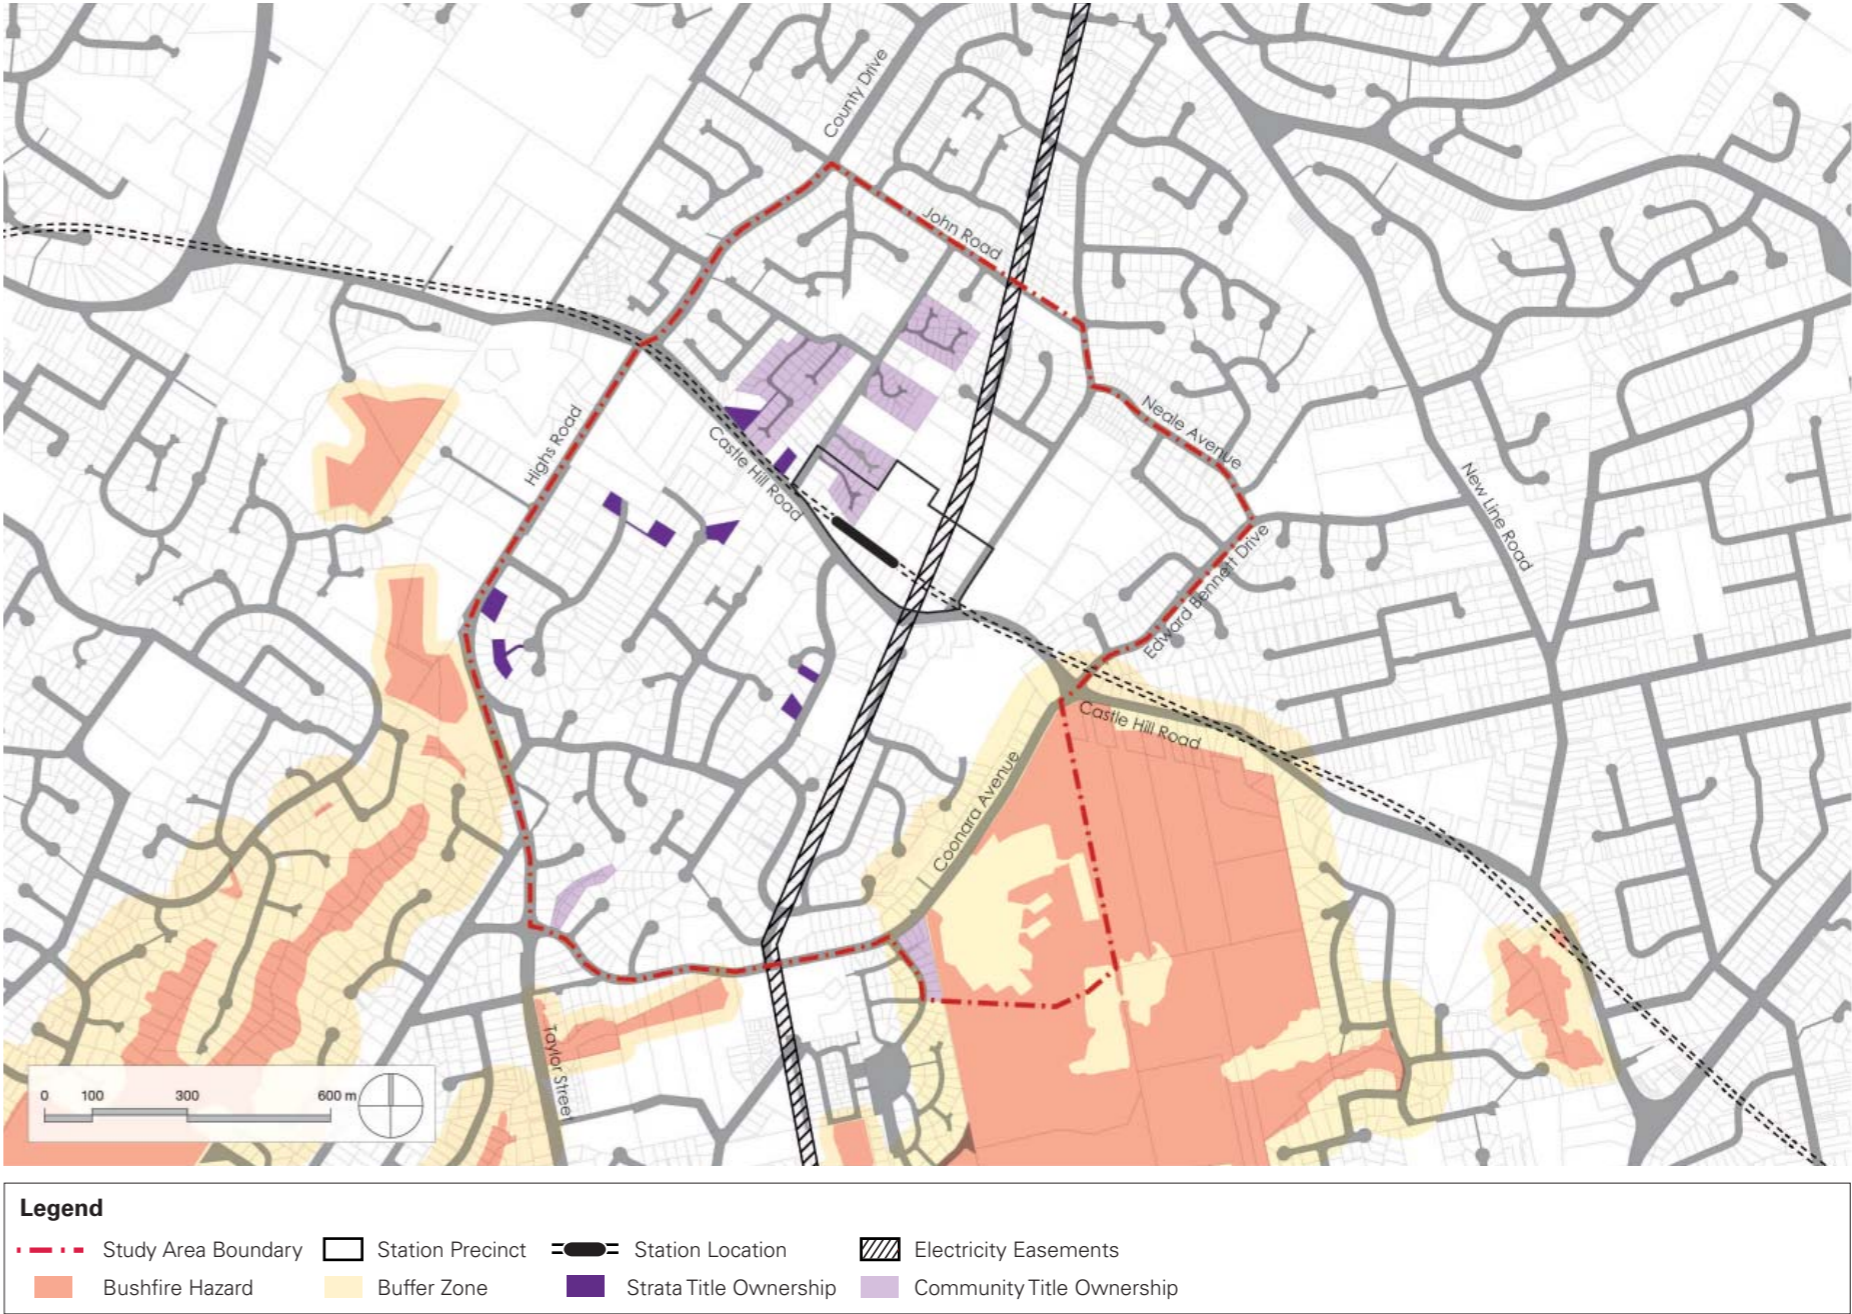 County Drive
John Road
Neale Avenue
Highs Road
Castle Hill Road
New Line Road
Edward Bennett Drive
Castle Hill Road
Coonara Avenue
Taylor Street
0 100 300 600 m
Legend
Study Area Boundary Station Precinct Station Location Electricity Easements
Bushfire Hazard Buffer Zone Strata Title Ownership Community Title Ownership